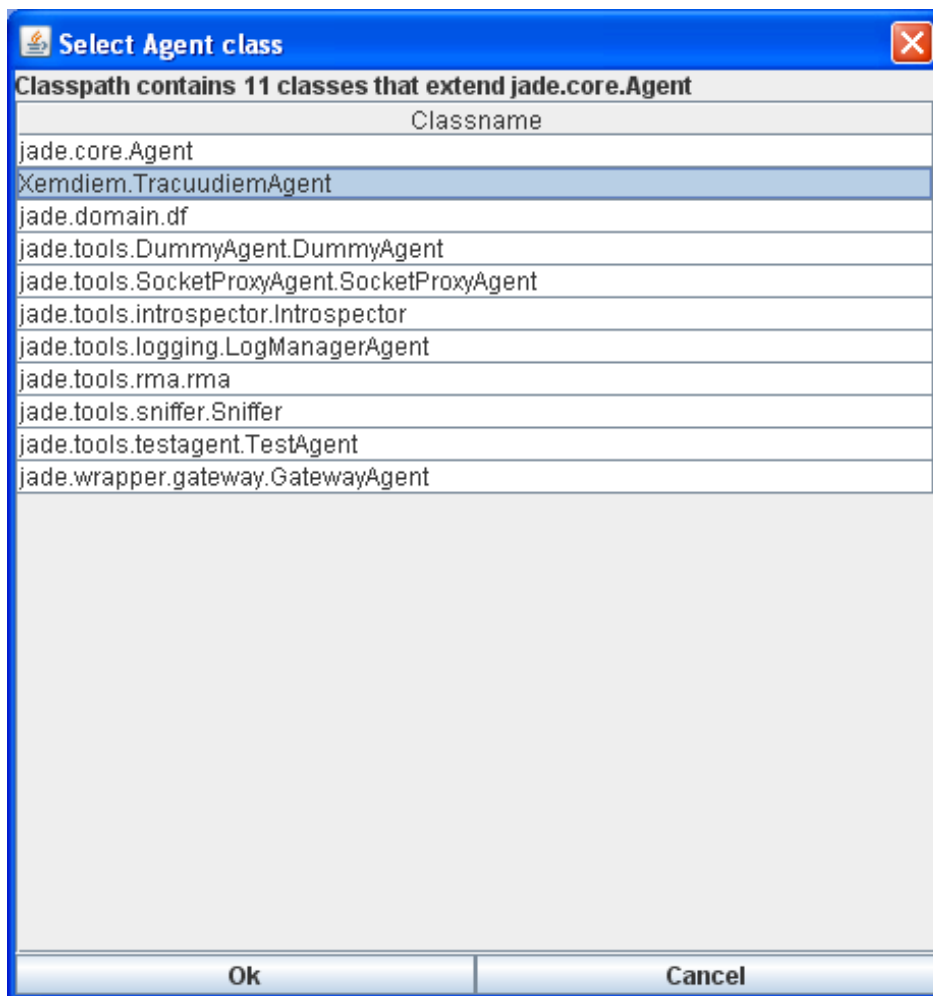 Select Agent class
Classpath contains 11 classes that extend jade.core.Agent
Classname
jade.core.Agent
Xemdiem.TracuudiemAgent
jade.domain.df
jade.tools.DummyAgent.DummyAgent
jade.tools.SocketProxyAgent.SocketProxyAgent
jade.tools.introspector.Introspector
jade.tools.logging.LogManagerAgent
jade.tools.rma.rma
jade.tools.sniffer.Sniffer
jade.tools.testagent.TestAgent
jade.wrapper.gateway.GatewayAgent
Ok Cancel